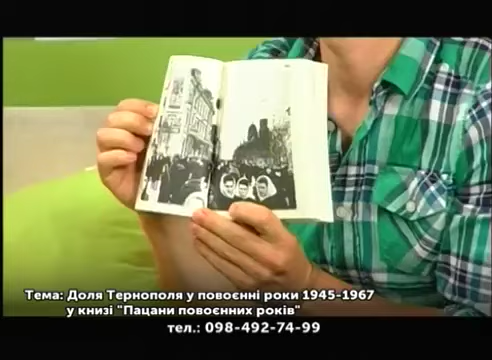 Тема: Доля Тернополя у повоєнні роки 1945-1967
у книзі "Пацани повоєнних років"
тел.: 098-492-74-99